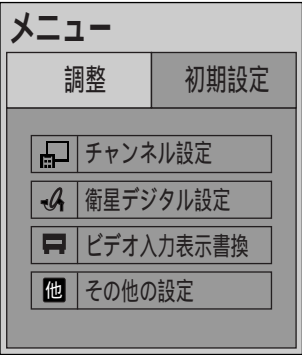 メニュー
調整 初期設定
チャンネル設定
衛星デジタル設定
ビデオ入力表示書換
他 その他の設定